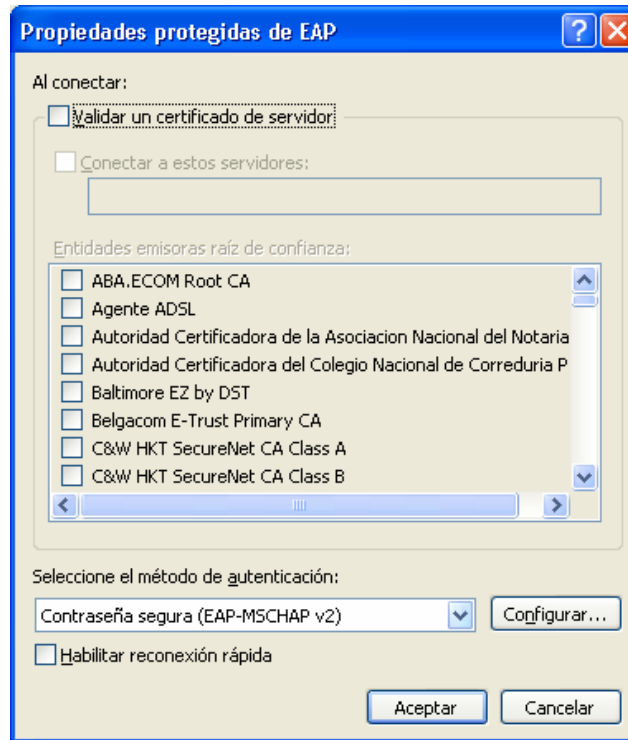 Propiedades protegidas de EAP
Al conectar:
Validar un certificado de servidor
Conectar a estos servidores:
Entidades emisoras raíz de confianza:
ABA.ECOM Root CA
Agente ADSL
Autoridad Certificadora de la Asociacion Nacional del Notaria
Autoridad Certificadora del Colegio Nacional de Correduria P
Baltimore EZ by DST
Belgacom E-Trust Primary CA
C&W HKT SecureNet CA Class A
C&W HKT SecureNet CA Class B
Seleccione el método de autenticación:
Contraseña segura (EAP-MSCHAP v2) Configurar...
Habilitar reconexión rápida
Aceptar Cancelar